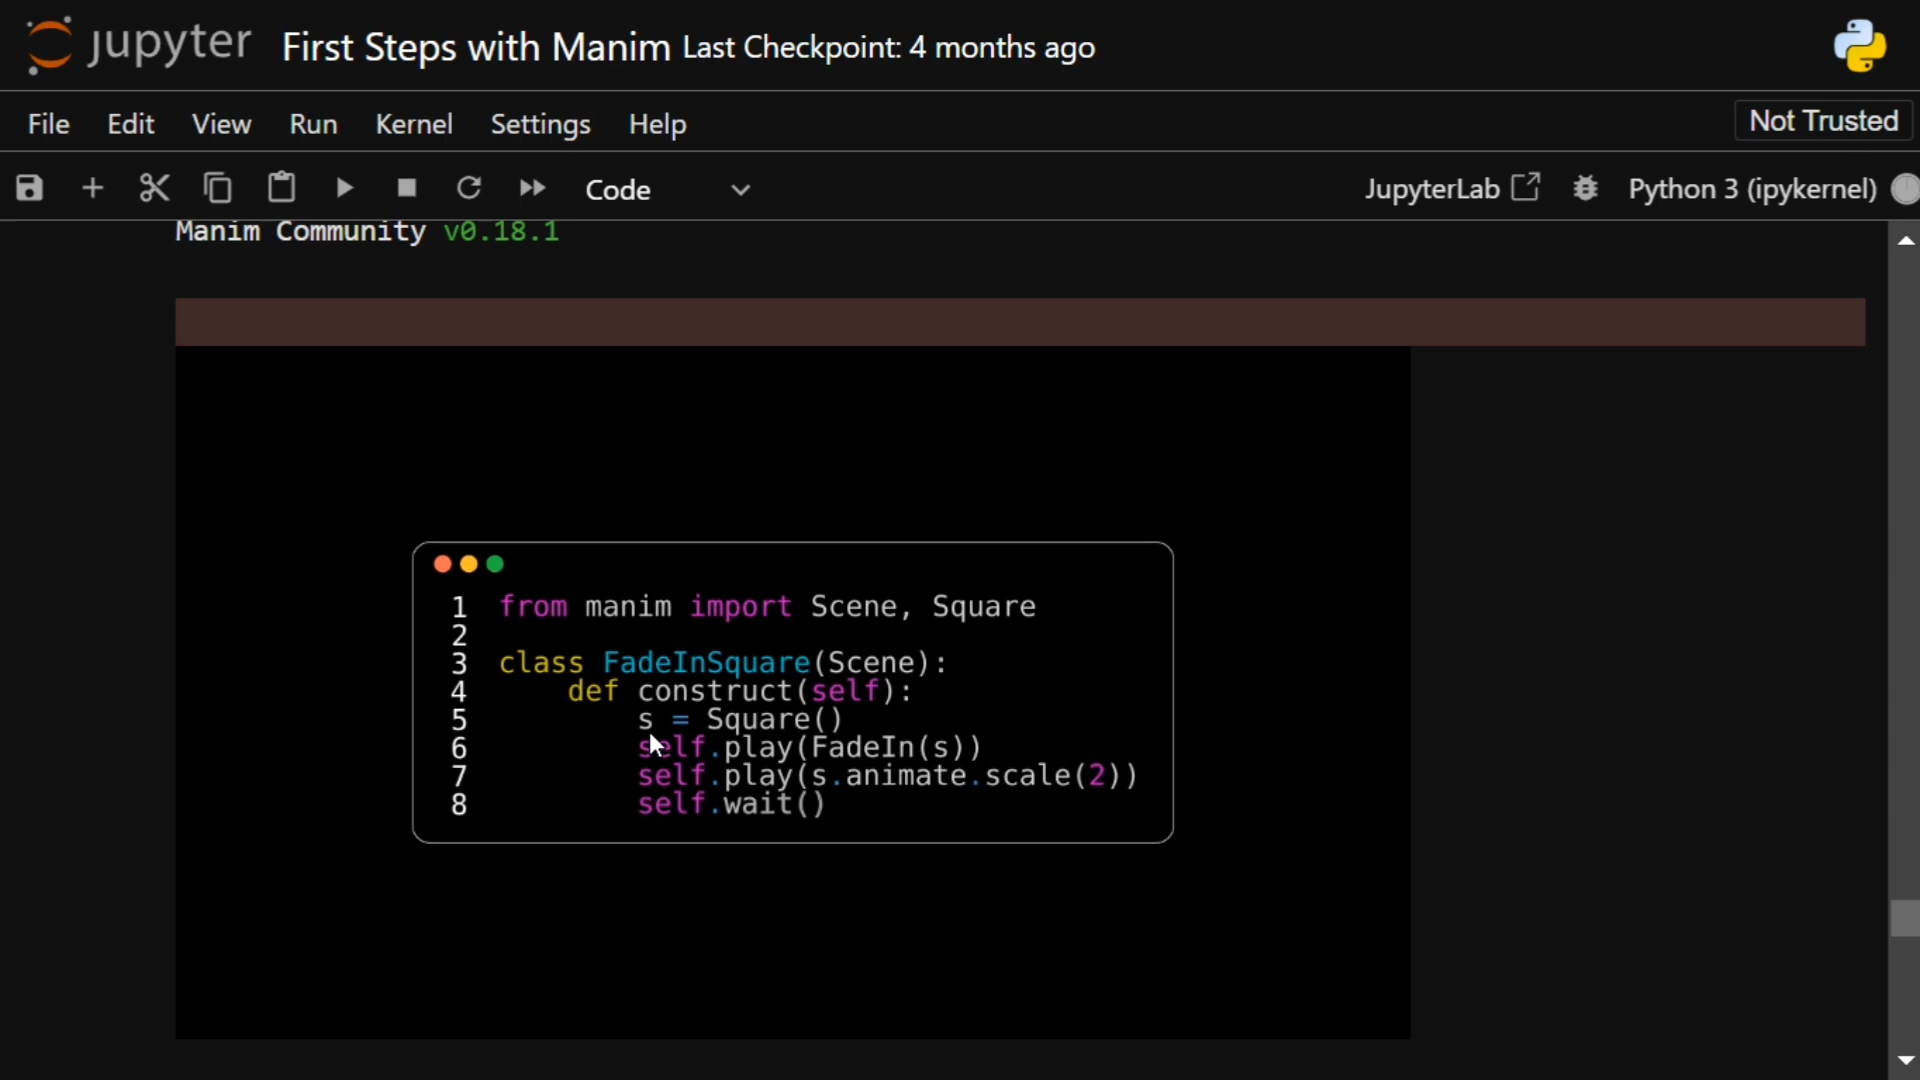 jupyter First Steps with Manim Last Checkpoint: 4 months ago
File Edit View Run Kernel Settings Help Not Trusted
Code JupyterLab Python 3 (ipykernel)
Manim Community v0.18.1
1 from manim import Scene, Square
2
3 class FadeInSquare(Scene):
4     def construct(self):
5         s = Square()
6         self.play(FadeIn(s))
7         self.play(s.animate.scale(2))
8         self.wait()